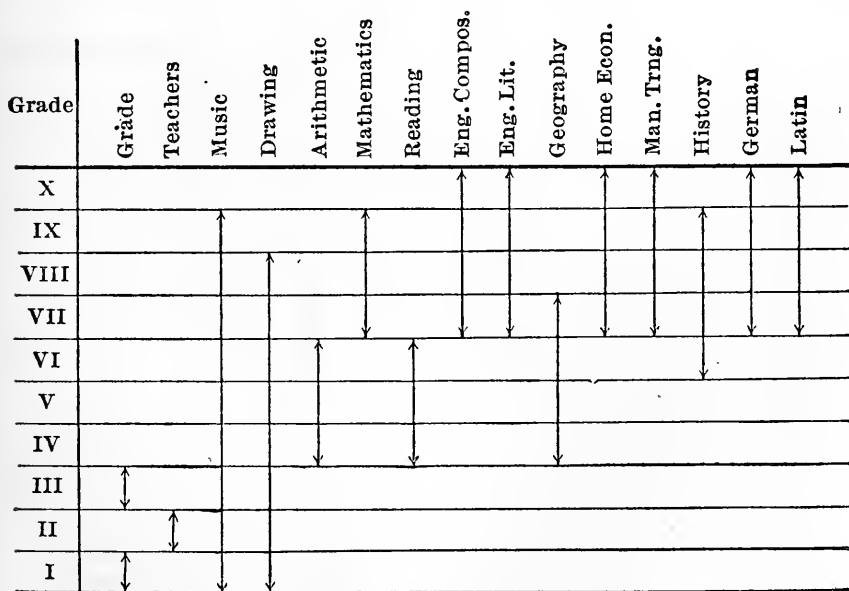 Grade
Grade
Teachers
Music
Drawing
Arithmetic
Mathematics
Reading
Eng. Compos.
Eng. Lit.
Geography
Home Econ.
Man. Trng.
History
German
Latin
X
IX
VIII
VII
VI
V
IV
III
II
I